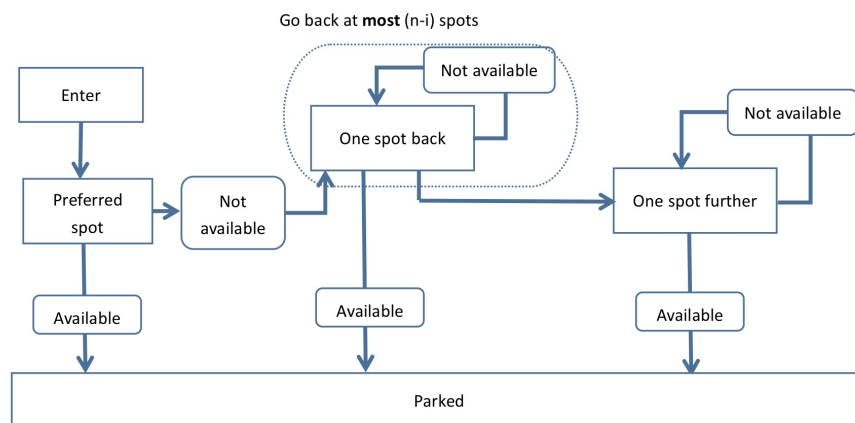 Go back at most (n-i) spots
Not available
Enter
One spot back
Not available
Preferred
spot
Not
available
One spot further
Available
Available
Available
Parked